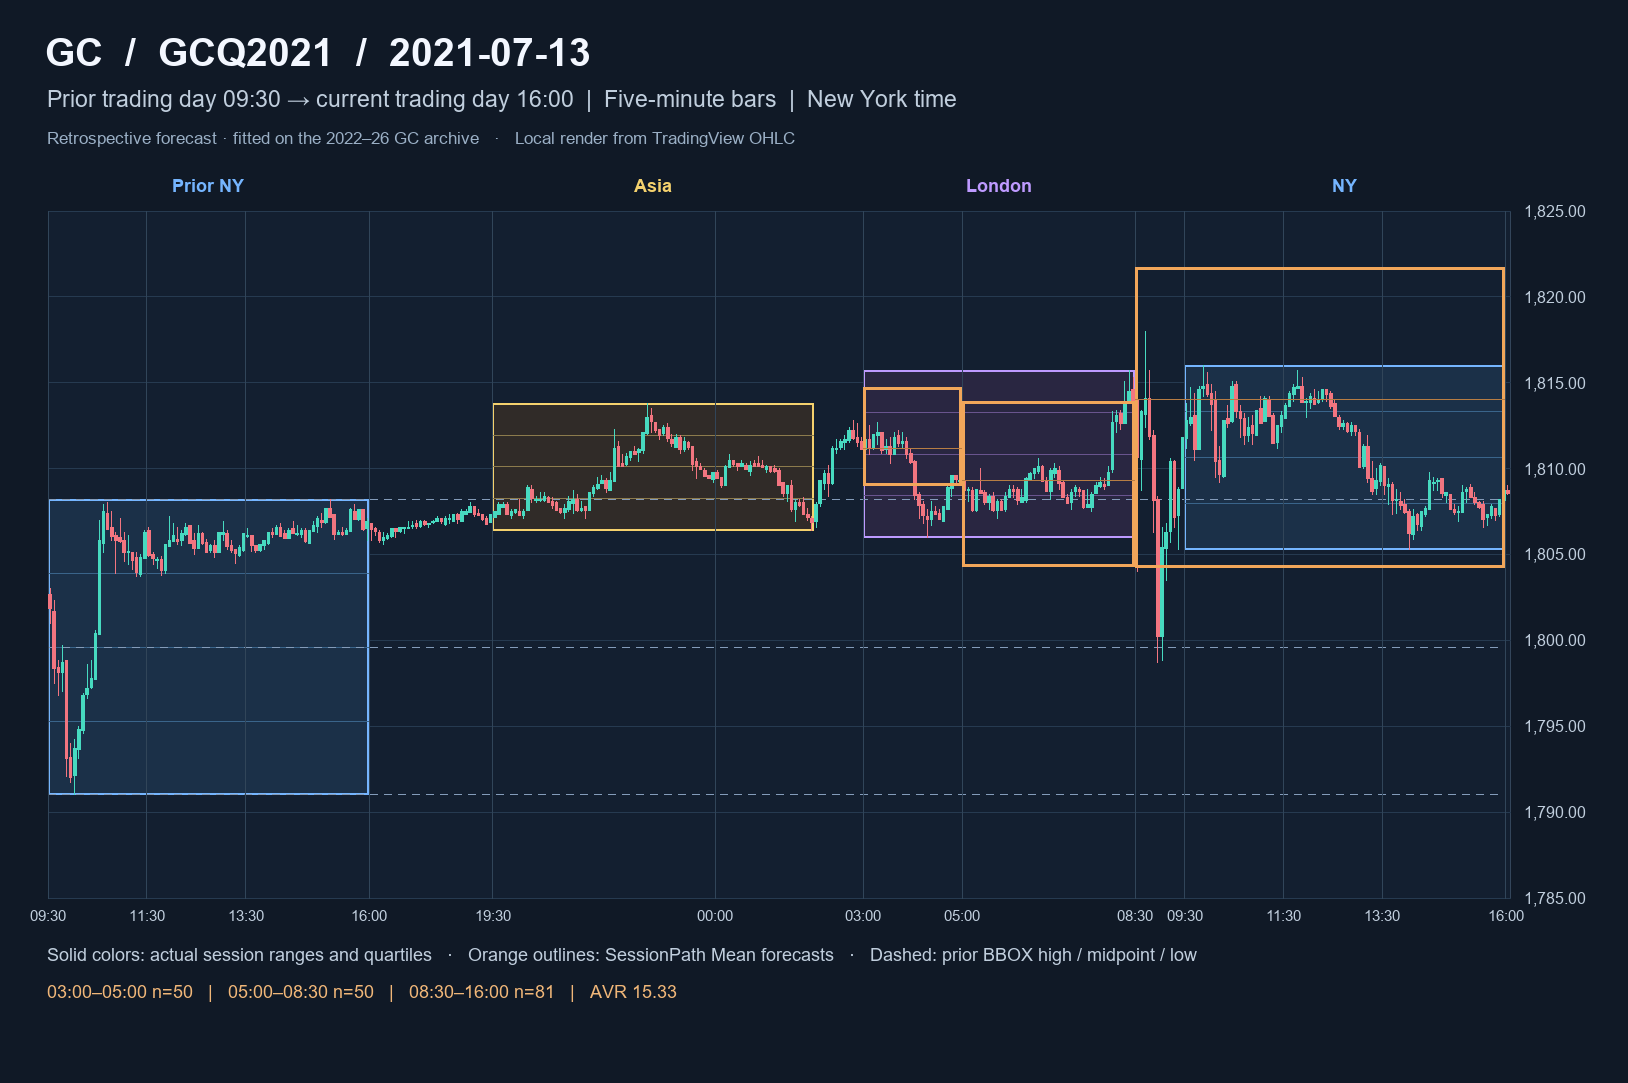 GC / GCQ2021 / 2021-07-13
Prior trading day 09:30 → current trading day 16:00 | Five-minute bars | New York time
Retrospective forecast · fitted on the 2022–26 GC archive · Local render from TradingView OHLC
Prior NY Asia London NY
1,825.00
1,820.00
1,815.00
1,810.00
1,805.00
1,800.00
1,795.00
1,790.00
1,785.00
09:30 11:30 13:30 16:00 19:30 00:00 03:00 05:00 08:30 09:30 11:30 13:30 16:00
Solid colors: actual session ranges and quartiles · Orange outlines: SessionPath Mean forecasts · Dashed: prior BBOX high / midpoint / low
03:00–05:00 n=50 | 05:00–08:30 n=50 | 08:30–16:00 n=81 | AVR 15.33